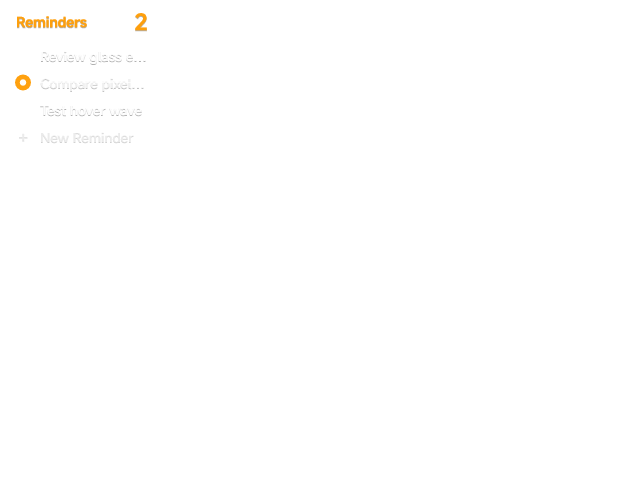 Reminders 2
Review glass e...
Compare pixel...
Test hover wave
+ New Reminder